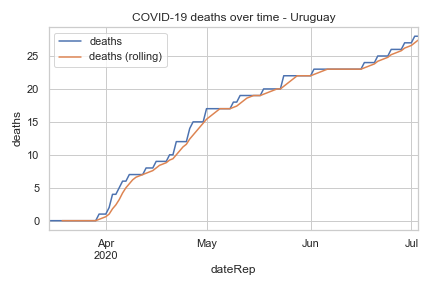 COVID-19 deaths over time - Uruguay
deaths
deaths (rolling)
deaths
25
20
15
10
5
0
Apr
2020
May
Jun
Jul
dateRep